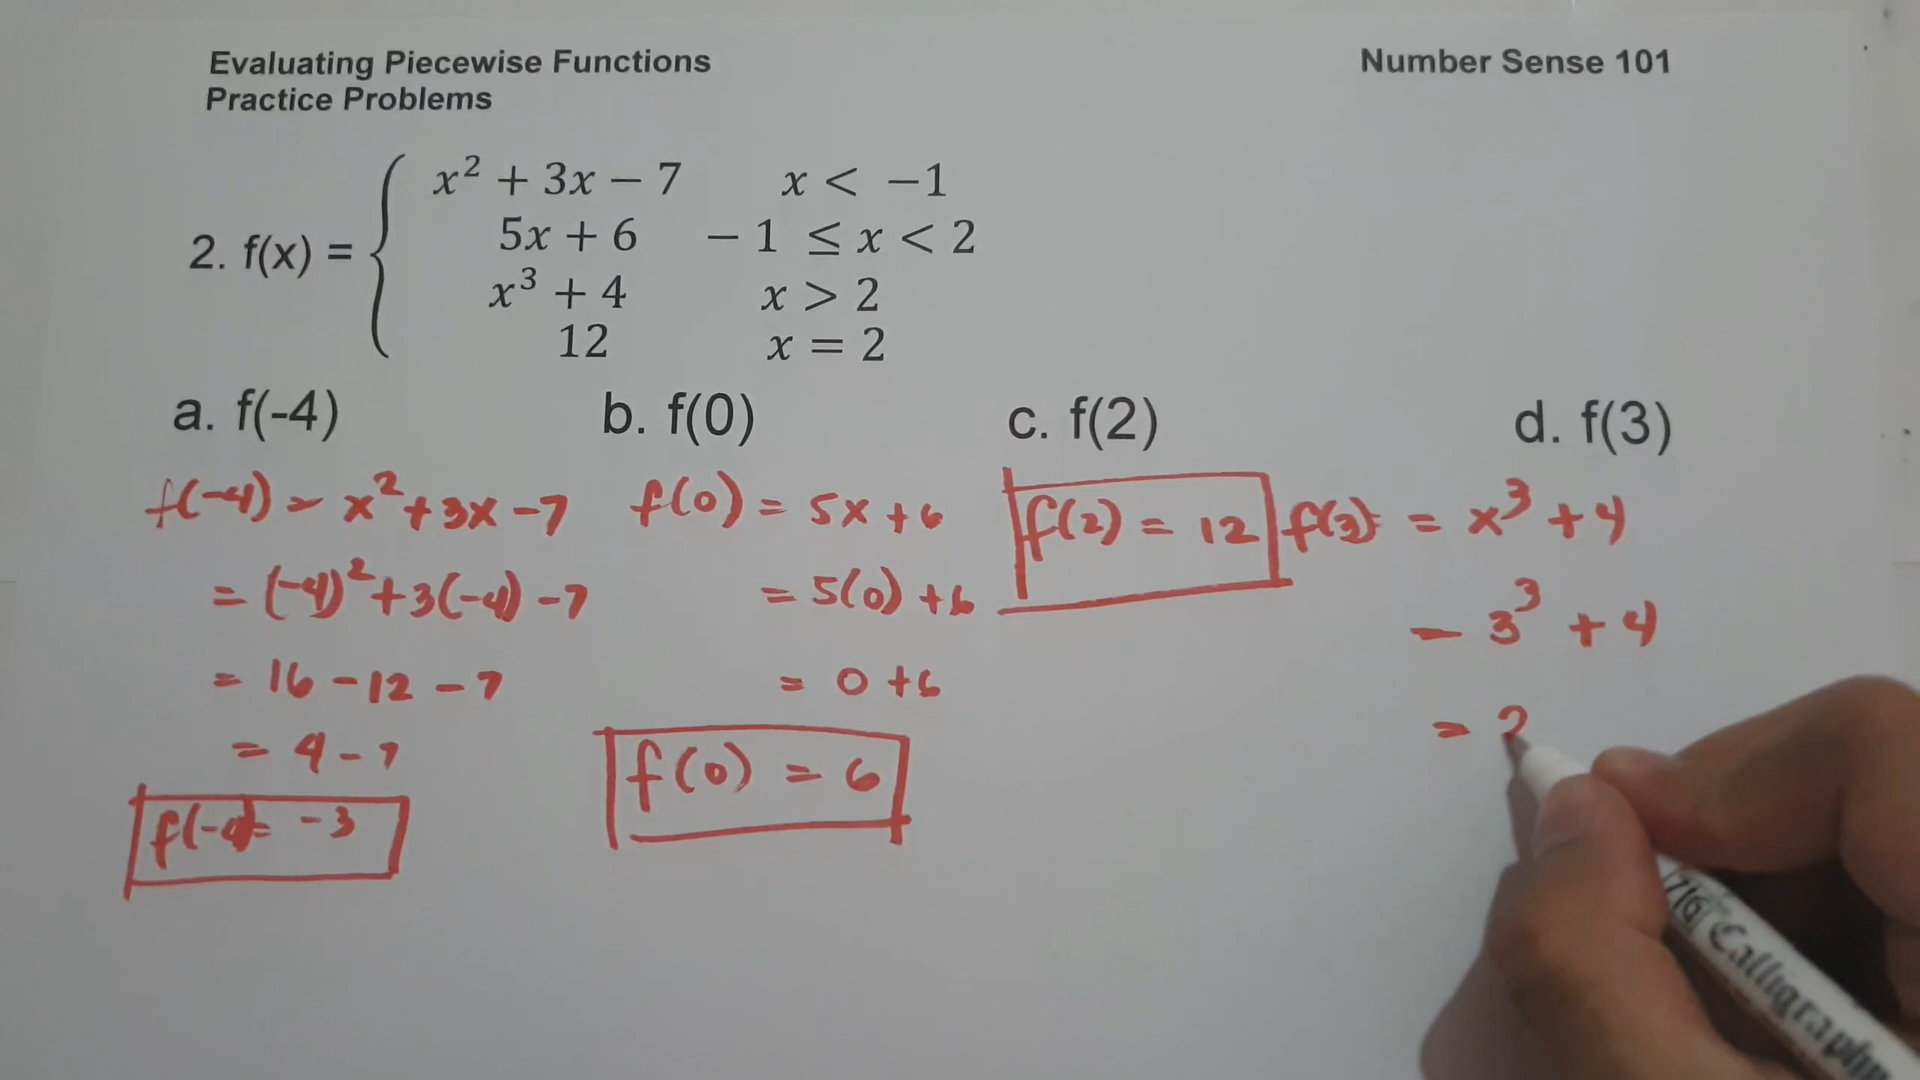 Evaluating Piecewise Functions
Number Sense 101
Practice Problems
x² + 3x − 7 x < −1
5x + 6 − 1 ≤ x < 2
2. f(x) =
x³ + 4 x > 2
12 x = 2
a. f(-4) b. f(0) c. f(2) d. f(3)
f(-4) = x² + 3x - 7
= (-4)² + 3(-4) - 7
= 16 - 12 - 7
= 4 - 7
f(-4) = -3
f(0) = 5x + 6
= 5(0) + 6
= 0 + 6
f(0) = 6
f(2) = 12
f(3) = x³ + 4
- 3³ + 4
= 2
716 Calligraphy